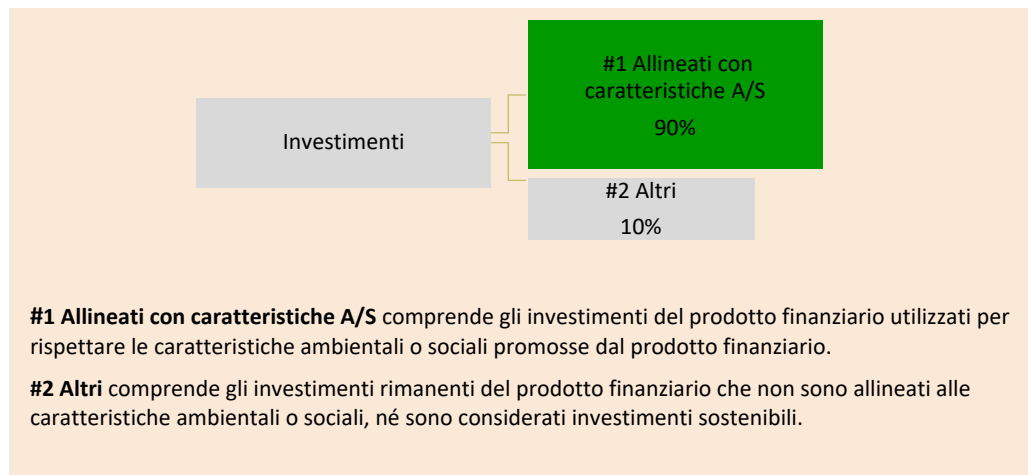 #1 Allineati con
caratteristiche A/S
90%
Investimenti
#2 Altri
10%
#1 Allineati con caratteristiche A/S comprende gli investimenti del prodotto finanziario utilizzati per
rispettare le caratteristiche ambientali o sociali promosse dal prodotto finanziario.
#2 Altri comprende gli investimenti rimanenti del prodotto finanziario che non sono allineati alle
caratteristiche ambientali o sociali, né sono considerati investimenti sostenibili.